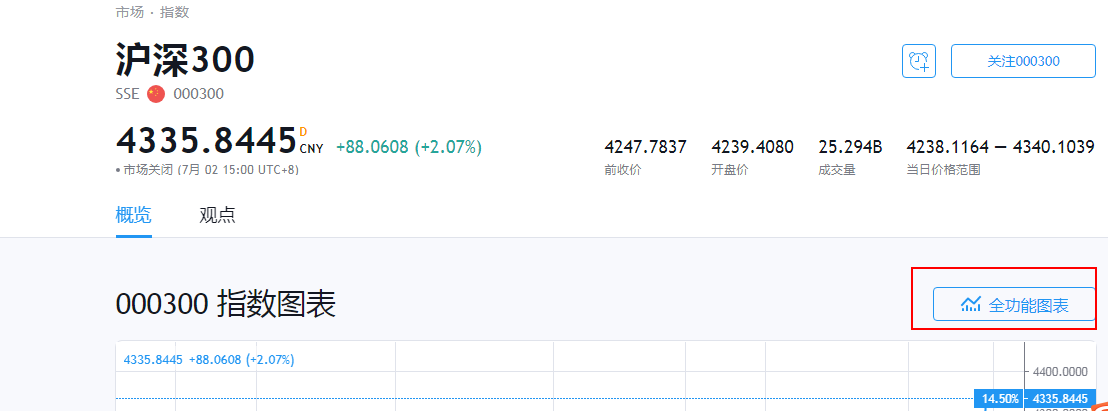 市场 · 指数
沪深300
关注000300
SSE 000300
4335.8445 D CNY +88.0608 (+2.07%)
4247.7837 4239.4080 25.294B 4238.1164 — 4340.1039
• 市场关闭 (7月 02 15:00 UTC+8)
前收价 开盘价 成交量 当日价格范围
概览 观点
000300 指数图表
全功能图表
4335.8445 +88.0608 (+2.07%)
4400.0000
14.50% 4335.8445